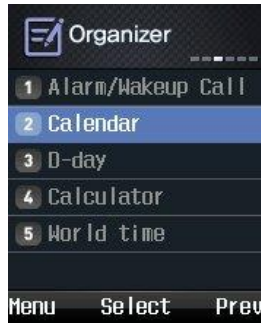 Organizer
1 Alarm/Wakeup Call
2 Calendar
3 D-day
4 Calculator
5 World time
Menu Select Prev